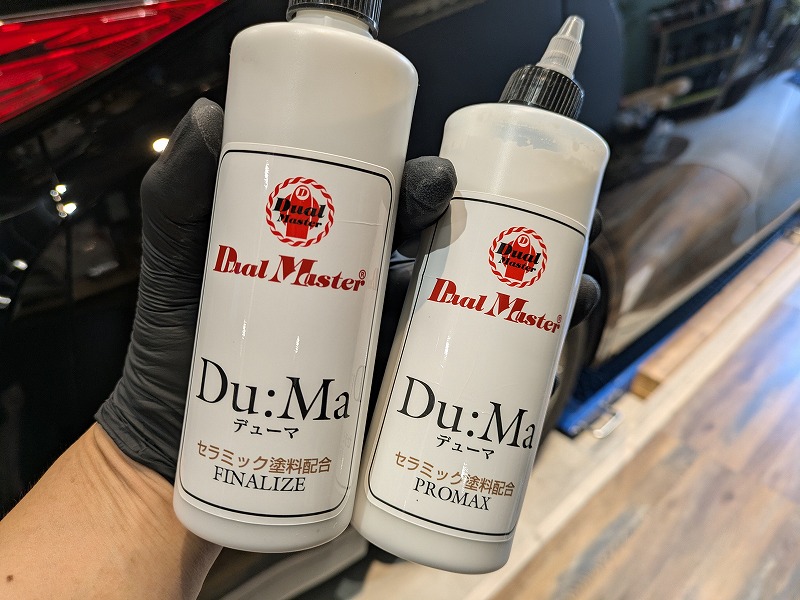 D
Dual
Master
Dual Master®
Du:Ma
デューマ
セラミック塗料配合
FINALIZE
D
Dual
Master
Dual Master®
Du:Ma
デューマ
セラミック塗料配合
PROMAX